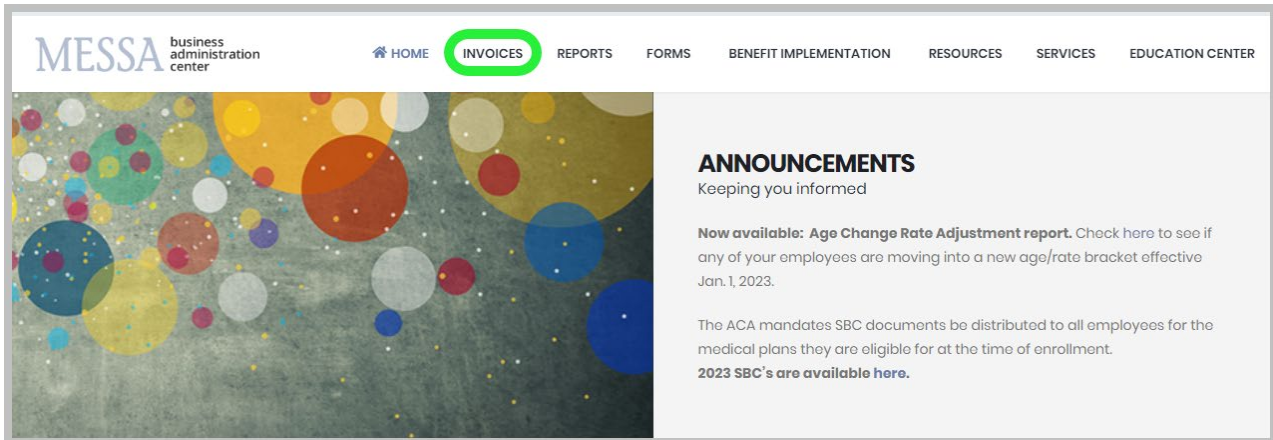 MESSA business administration center
HOME INVOICES REPORTS FORMS BENEFIT IMPLEMENTATION RESOURCES SERVICES EDUCATION CENTER
ANNOUNCEMENTS
Keeping you informed
Now available: Age Change Rate Adjustment report. Check here to see if
any of your employees are moving into a new age/rate bracket effective
Jan. 1, 2023.
The ACA mandates SBC documents be distributed to all employees for the
medical plans they are eligible for at the time of enrollment.
2023 SBC's are available here.